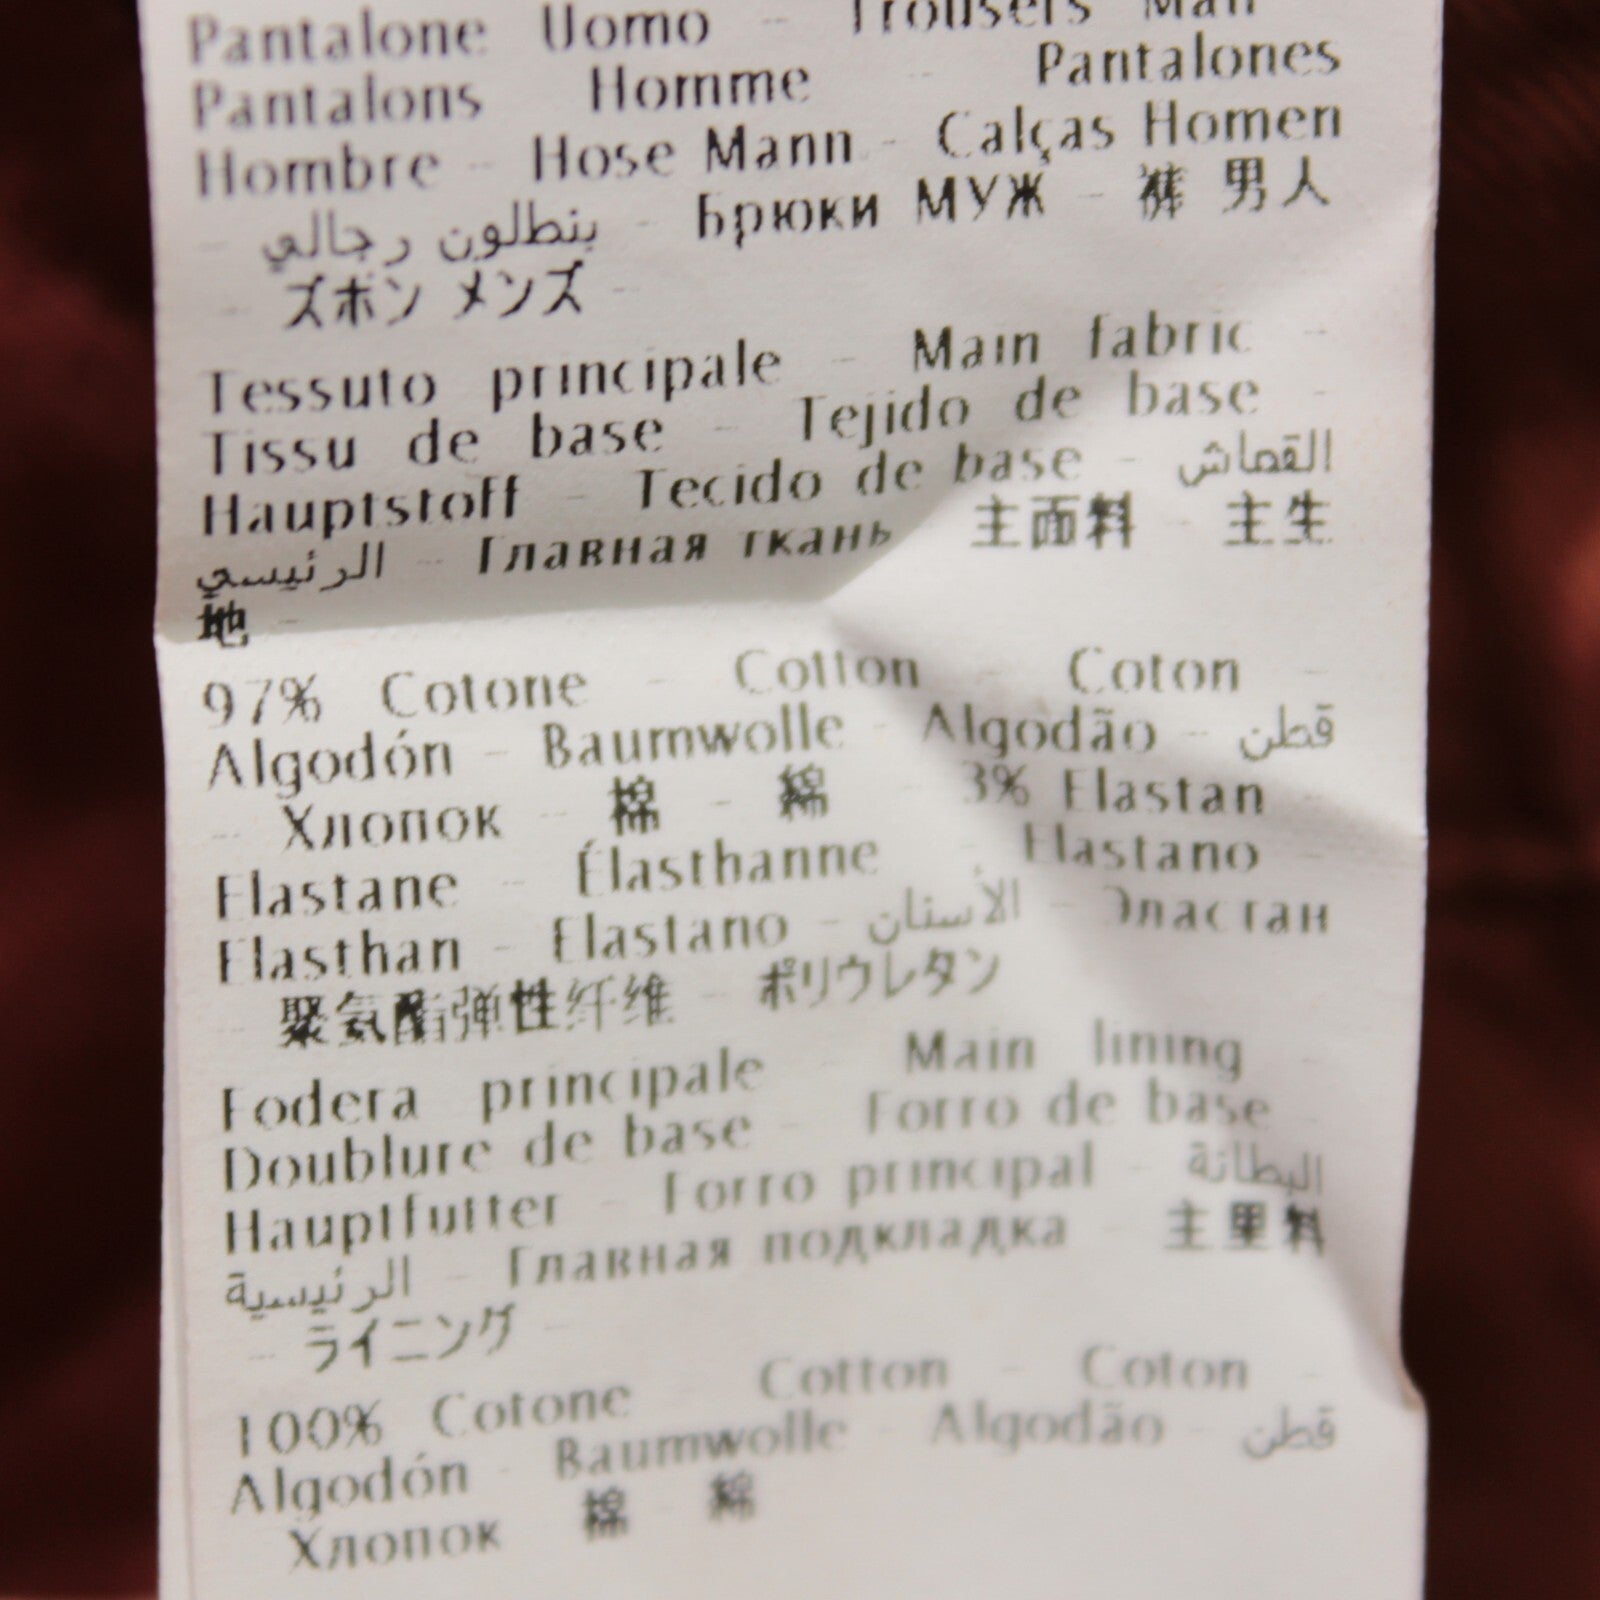 Pantalone Uomo - Trousers Man
Pantalons Homme - Pantalones
Hombre - Hose Mann - Calças Homen
- بنطلون رجالي - Брюки МУЖ - 裤 男人
- ズボン メンズ -
Tessuto principale - Main fabric -
Tissu de base - Tejido de base -
Hauptstoff - Tecido de base - القماش
الرئيسي - Главная ткань 主面料 - 主生
地 -
97% Cotone - Cotton - Coton -
Algodón - Baumwolle - Algodão - قطن
- Хлопок - 棉 - 綿 - 3% Elastan -
Elastane - Élasthanne - Elastano -
Elasthan - Elastano - الأستان - Эластан
- 聚氨酯弹性纤维 - ポリウレタン
Fodera principale - Main lining -
Doublure de base - Forro de base -
Hauptfutter - Forro principal - البطانة
الرئيسية - Главная подкладка - 主里料
- ライニング -
100% Cotone - Cotton - Coton -
Algodón - Baumwolle - Algodão - قطن
Хлопок - 棉 - 綿